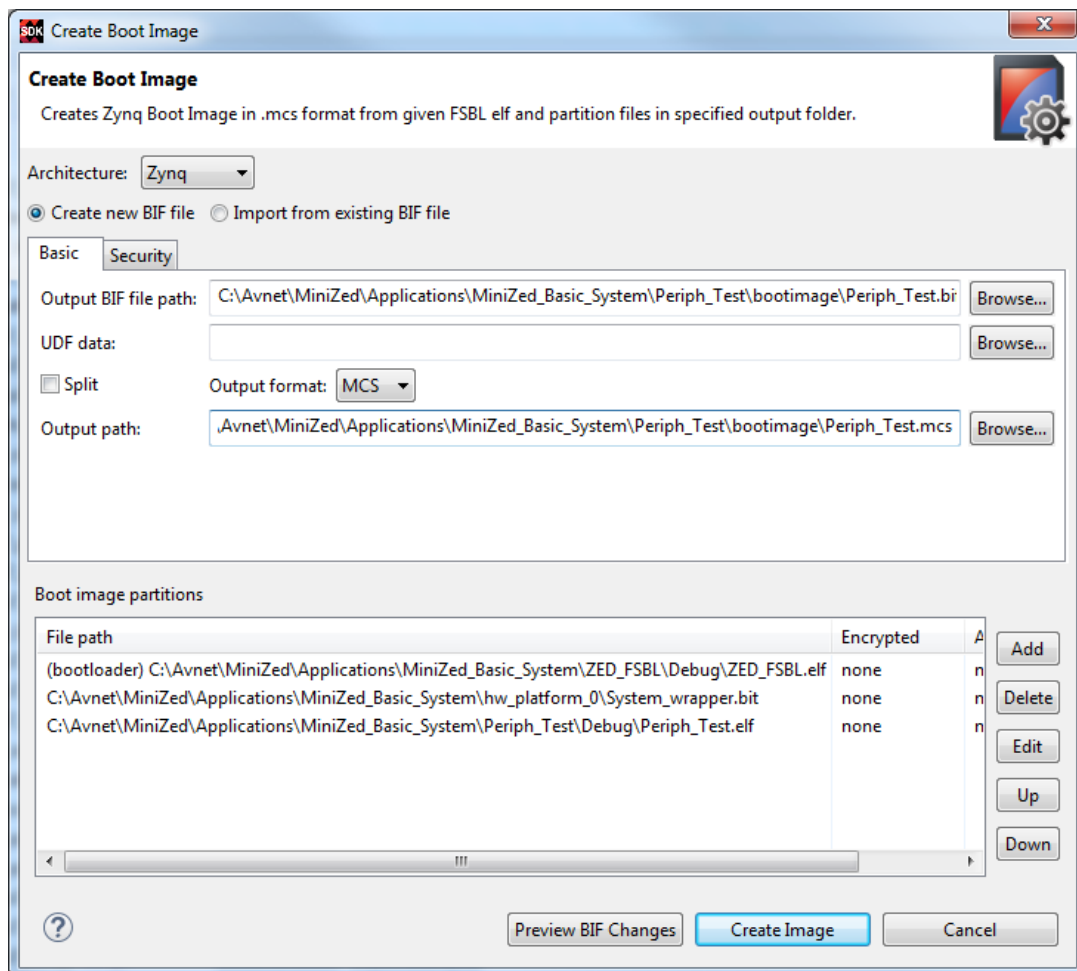 SDK Create Boot Image
Create Boot Image
Creates Zynq Boot Image in .mcs format from given FSBL elf and partition files in specified output folder.
Architecture: Zynq
Create new BIF file Import from existing BIF file
Basic Security
Output BIF file path: C:\Avnet\MiniZed\Applications\MiniZed_Basic_System\Periph_Test\bootimage\Periph_Test.bi Browse...
UDF data: Browse...
Split Output format: MCS
Output path: Avnet\MiniZed\Applications\MiniZed_Basic_System\Periph_Test\bootimage\Periph_Test.mcs Browse...
Boot image partitions
File path Encrypted A
(bootloader) C:\Avnet\MiniZed\Applications\MiniZed_Basic_System\ZED_FSBL\Debug\ZED_FSBL.elf none n
C:\Avnet\MiniZed\Applications\MiniZed_Basic_System\hw_platform_0\System_wrapper.bit none n
C:\Avnet\MiniZed\Applications\MiniZed_Basic_System\Periph_Test\Debug\Periph_Test.elf none n
Add
Delete
Edit
Up
Down
? Preview BIF Changes Create Image Cancel